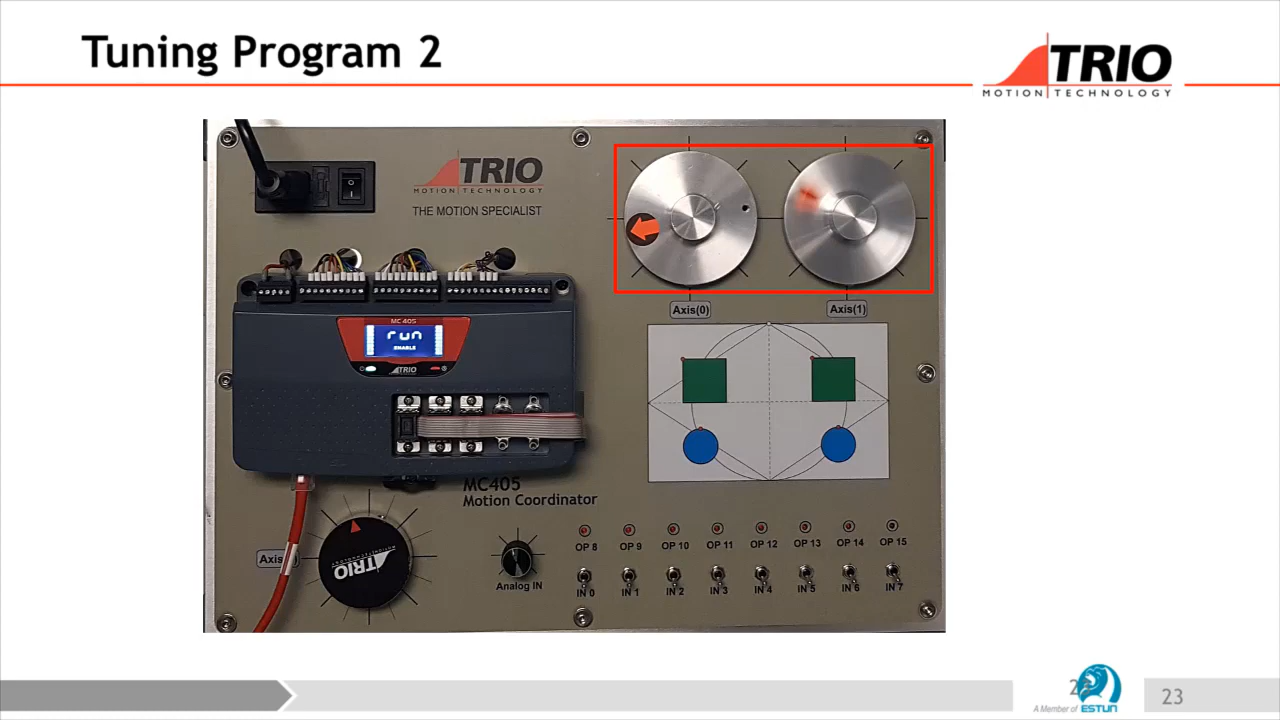 Tuning Program 2
TRIO
MOTION TECHNOLOGY
TRIO
MOTION TECHNOLOGY
THE MOTION SPECIALIST
MC405
run
ENABLE
TRIO
Axis(0)
Axis(1)
MC405
Motion Coordinator
Axis
TRIO
MOTION TECHNOLOGY
Analog IN
OP 8 OP 9 OP 10 OP 11 OP 12 OP 13 OP 14 OP 15
IN 0 IN 1 IN 2 IN 3 IN 4 IN 5 IN 6 IN 7
A Member of ESTUN
23